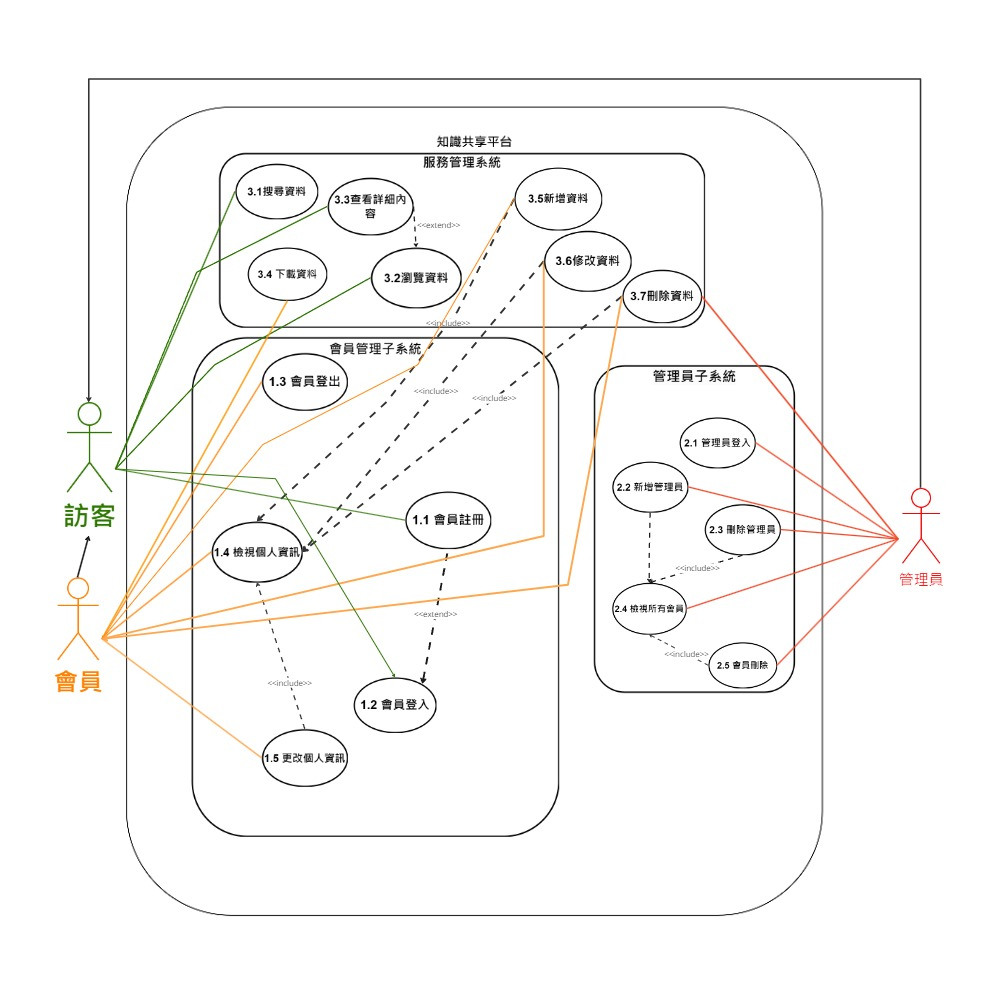 知識共享平台
服務管理系統
3.1搜尋資料
3.3查看詳細內
容
3.5新增資料
<<extend>>
3.4 下載資料
3.2瀏覽資料
3.6修改資料
3.7刪除資料
<<include>>
會員管理子系統
1.3 會員登出
<<include>>
<<include>>
管理員子系統
2.1 管理員登入
2.2 新增管理員
2.3 刪除管理員
<<include>>
2.4 檢視所有會員
<<include>>
2.5 會員刪除
1.1 會員註冊
1.4 檢視個人資訊
<<extend>>
<<include>>
1.2 會員登入
1.5 更改個人資訊
訪客
會員
管理員